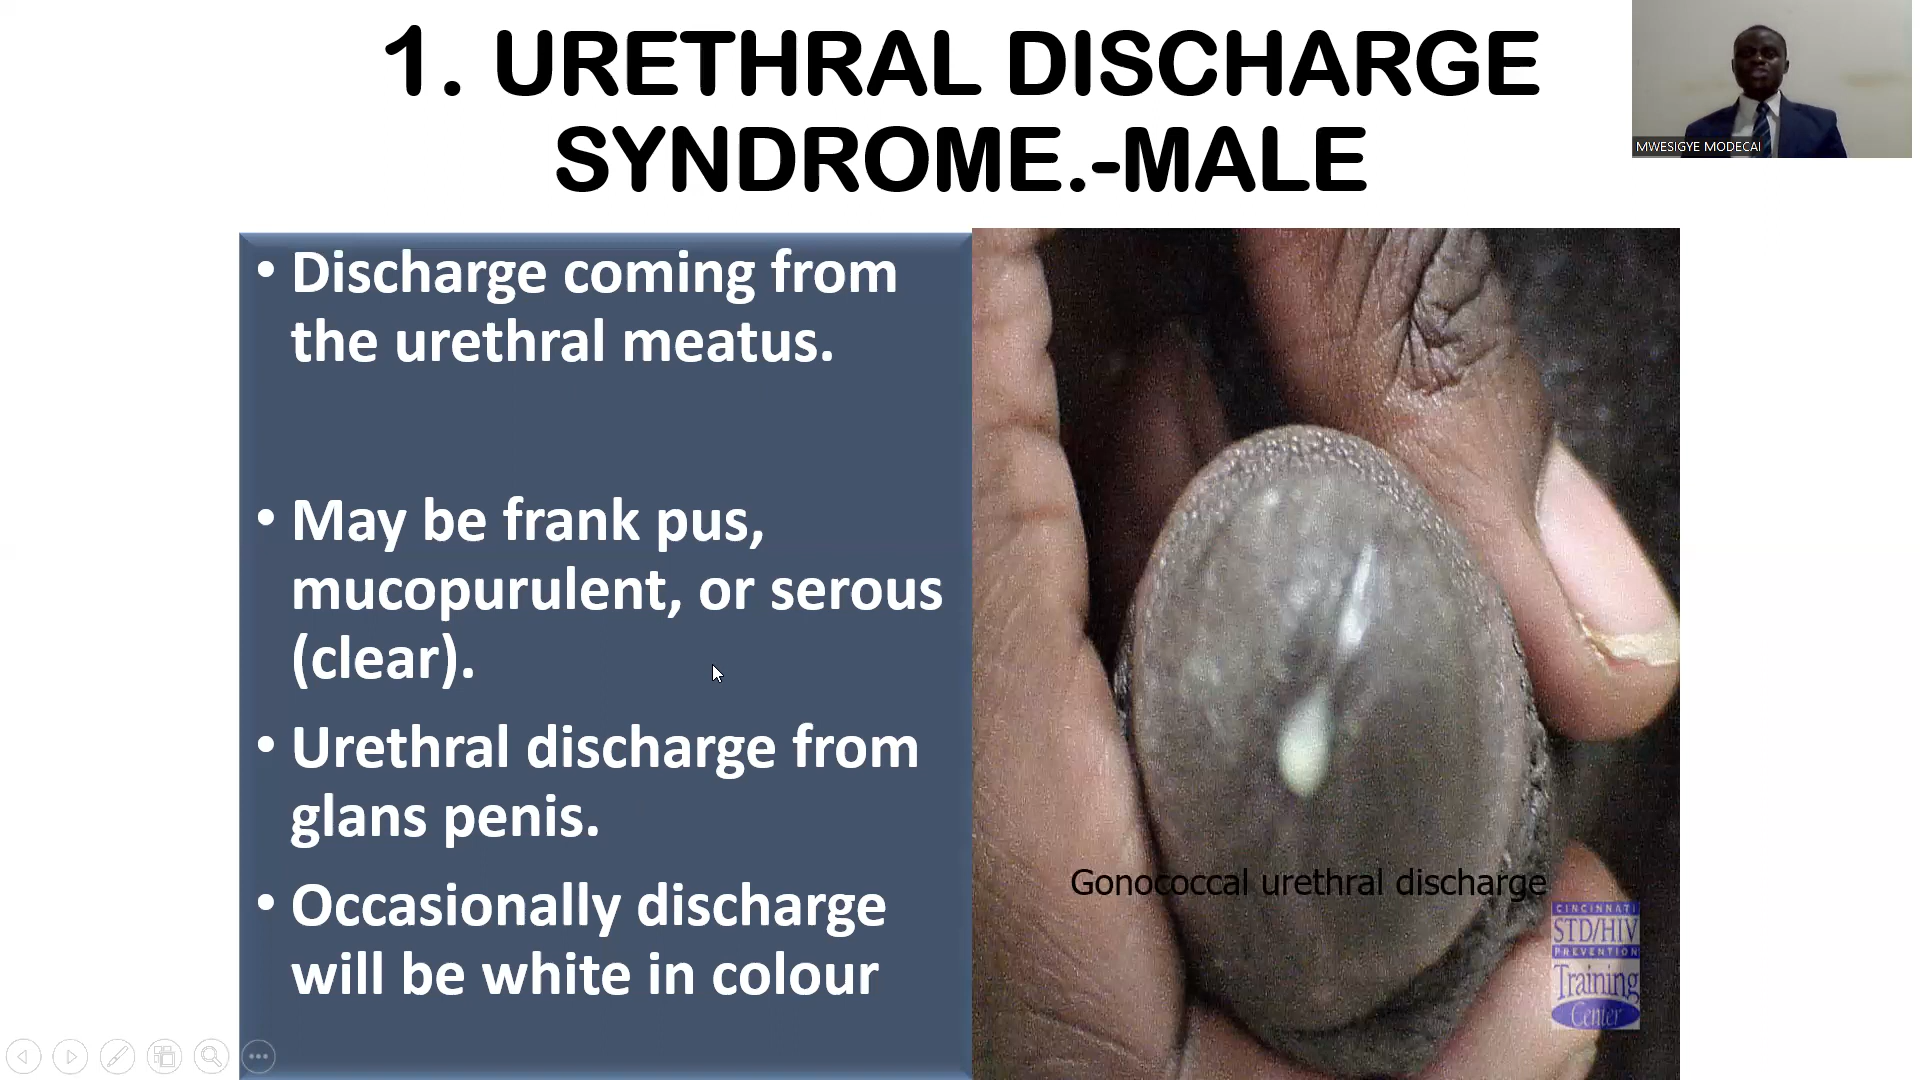 1. URETHRAL DISCHARGE
SYNDROME.-MALE
MWESIGYE MODECAI
• Discharge coming from
the urethral meatus.
• May be frank pus,
mucopurulent, or serous
(clear).
• Urethral discharge from
glans penis.
• Occasionally discharge
will be white in colour
Gonococcal urethral discharge
CINCINNATI
STD/HIV
PREVENTION
Training
Center